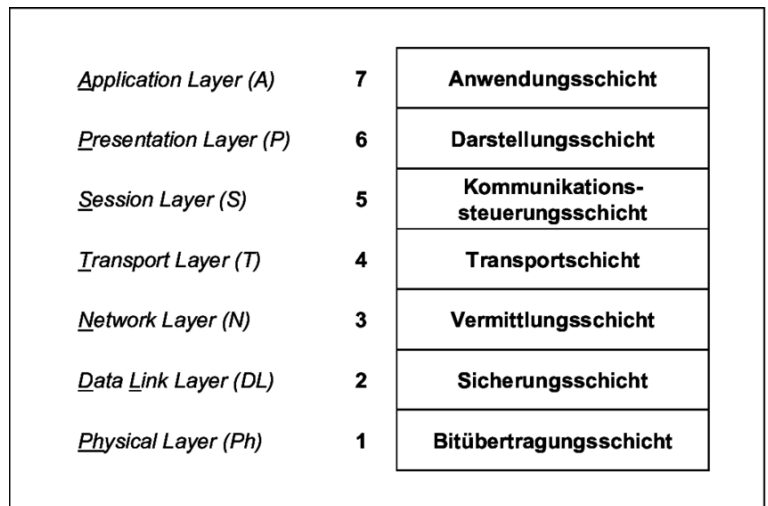 Application Layer (A) 7 Anwendungsschicht
Presentation Layer (P) 6 Darstellungsschicht
Session Layer (S) 5 Kommunikations-
steuerungsschicht
Transport Layer (T) 4 Transportschicht
Network Layer (N) 3 Vermittlungsschicht
Data Link Layer (DL) 2 Sicherungsschicht
Physical Layer (Ph) 1 Bitübertragungsschicht